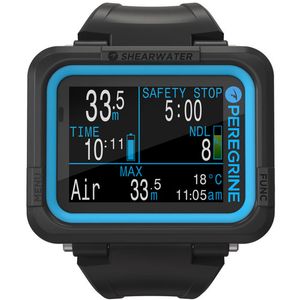 SHEARWATER
33.5 m
SAFETY STOP
5:00
TIME
10:11
NDL
8
MAX
Air 33.5 m 18°C
11:05am
PEREGRINE
MENU
FUNC